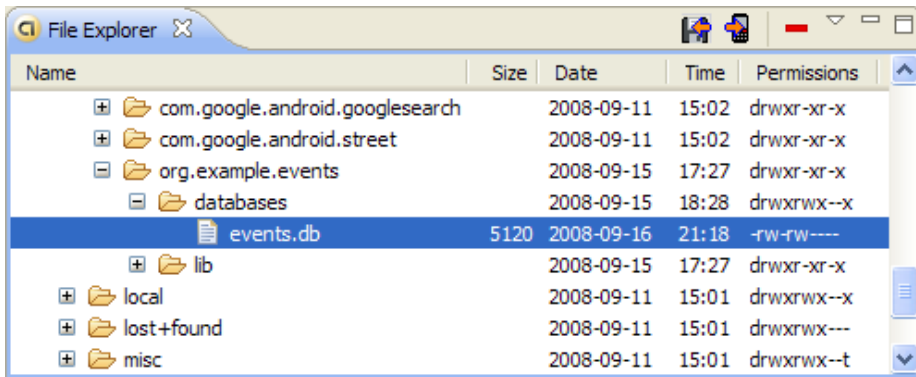 File Explorer
Name Size Date Time Permissions
com.google.android.googlesearch 2008-09-11 15:02 drwxr-xr-x
com.google.android.street 2008-09-11 15:02 drwxr-xr-x
org.example.events 2008-09-15 17:27 drwxr-xr-x
databases 2008-09-15 18:28 drwxrwx--x
events.db 5120 2008-09-16 21:18 -rw-rw----
lib 2008-09-15 17:27 drwxr-xr-x
local 2008-09-11 15:01 drwxrwx--x
lost+found 2008-09-11 15:01 drwxrwx---
misc 2008-09-11 15:01 drwxrwx--t